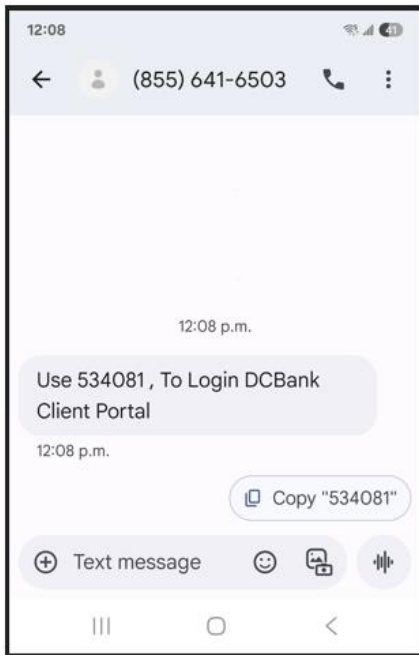 12:08
41
(855) 641-6503
12:08 p.m.
Use 534081 , To Login DCBank
Client Portal
12:08 p.m.
Copy "534081"
Text message